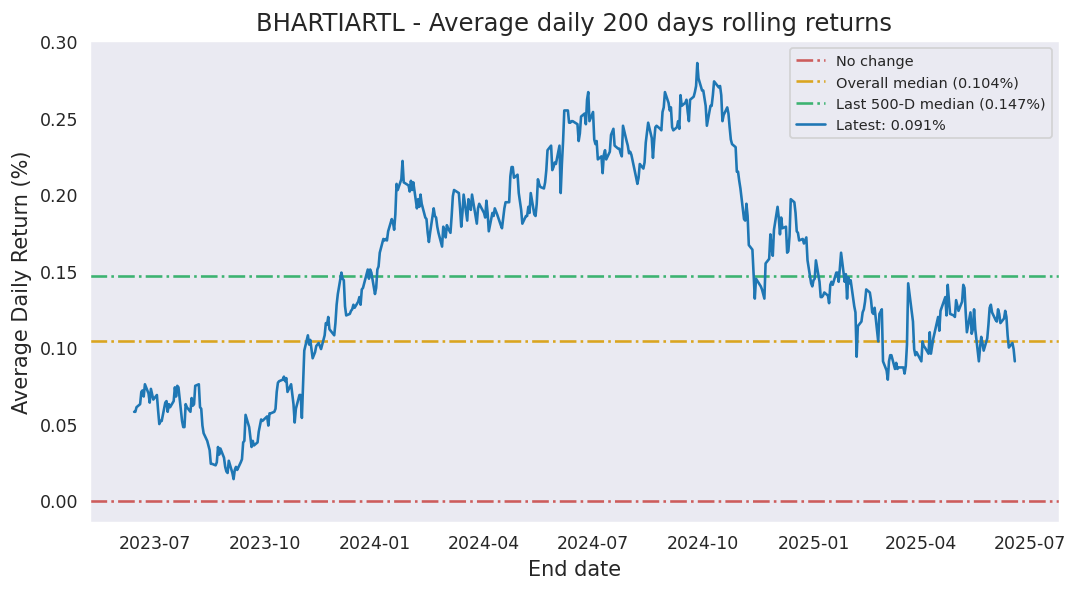 BHARTIARTL - Average daily 200 days rolling returns
No change
Overall median (0.104%)
Last 500-D median (0.147%)
Latest: 0.091%
Average Daily Return (%)
0.30
0.25
0.20
0.15
0.10
0.05
0.00
2023-07 2023-10 2024-01 2024-04 2024-07 2024-10 2025-01 2025-04 2025-07
End date